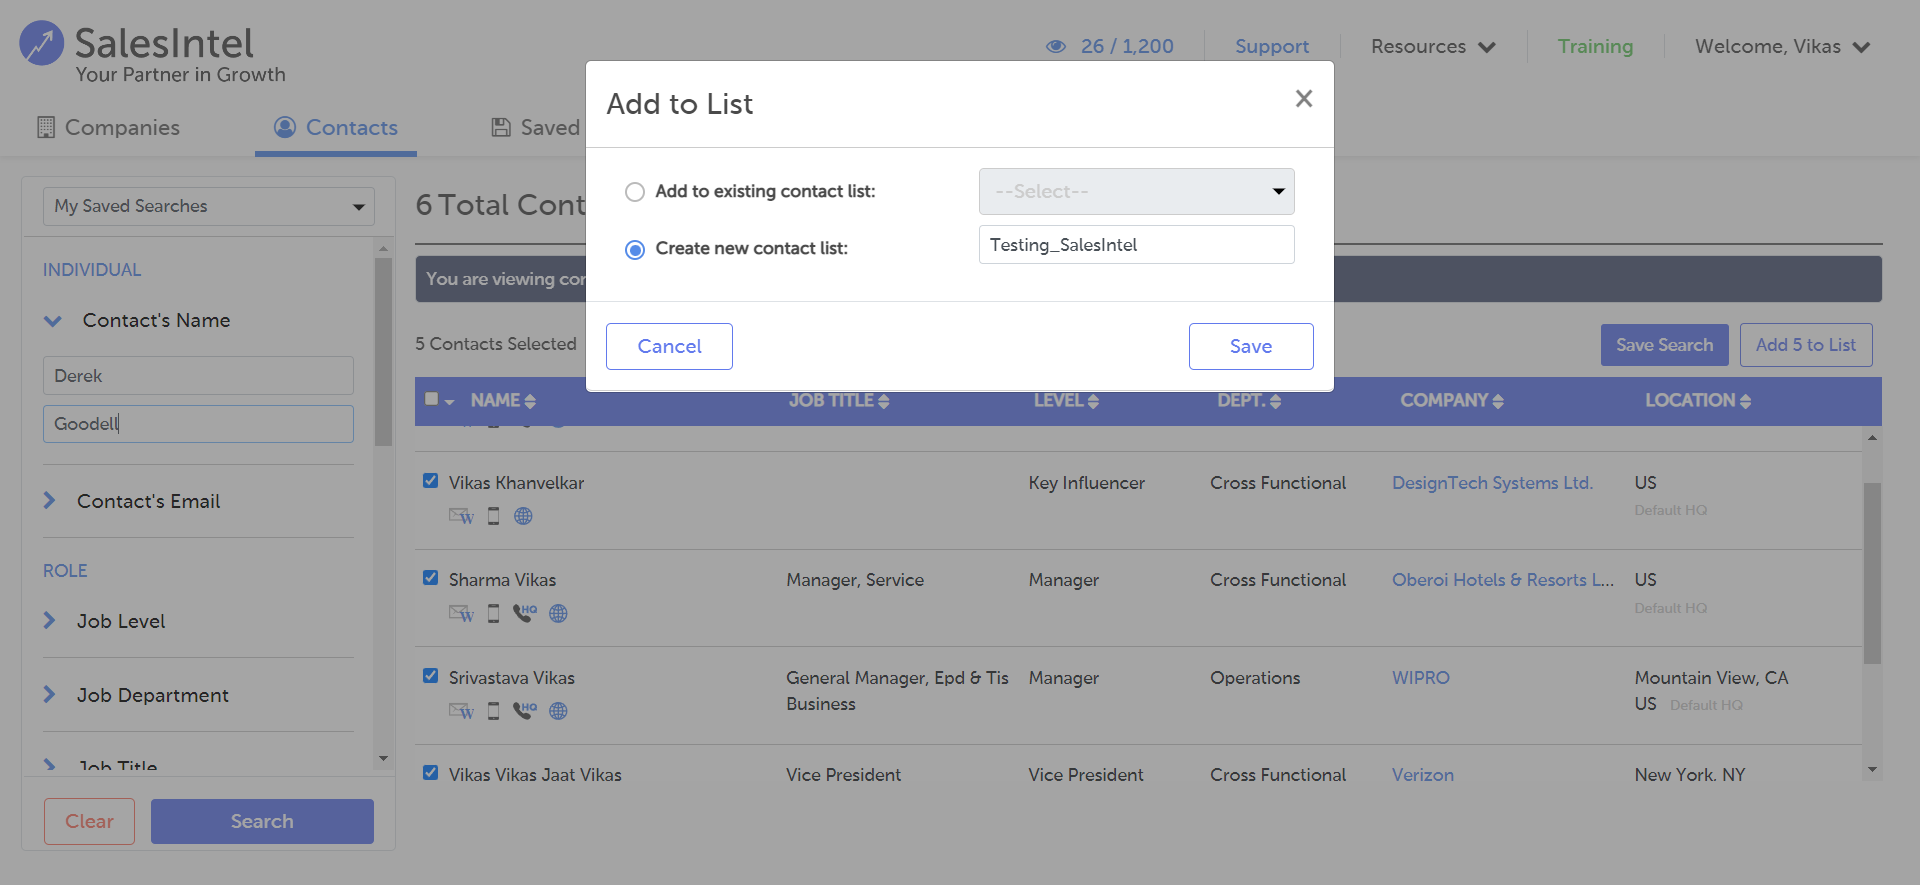 SalesIntel
Your Partner in Growth
26 / 1,200
Support
Resources
Training
Welcome, Vikas
Companies
Contacts
Saved
Add to List
Add to existing contact list:
--Select--
Create new contact list:
Testing_SalesIntel
Cancel
Save
My Saved Searches
INDIVIDUAL
Contact's Name
Derek
Goodell
Contact's Email
ROLE
Job Level
Job Department
Job Title
Clear
Search
6 Total Cont
You are viewing con
5 Contacts Selected
Save Search
Add 5 to List
NAME JOB TITLE LEVEL DEPT. COMPANY LOCATION
Vikas Khanvelkar Key Influencer Cross Functional DesignTech Systems Ltd. US
W Default HQ
Sharma Vikas Manager, Service Manager Cross Functional Oberoi Hotels & Resorts L... US
W HQ Default HQ
Srivastava Vikas General Manager, Epd & Tis Manager Operations WIPRO Mountain View, CA
Business US Default HQ
W HQ
Vikas Vikas Jaat Vikas Vice President Vice President Cross Functional Verizon New York, NY